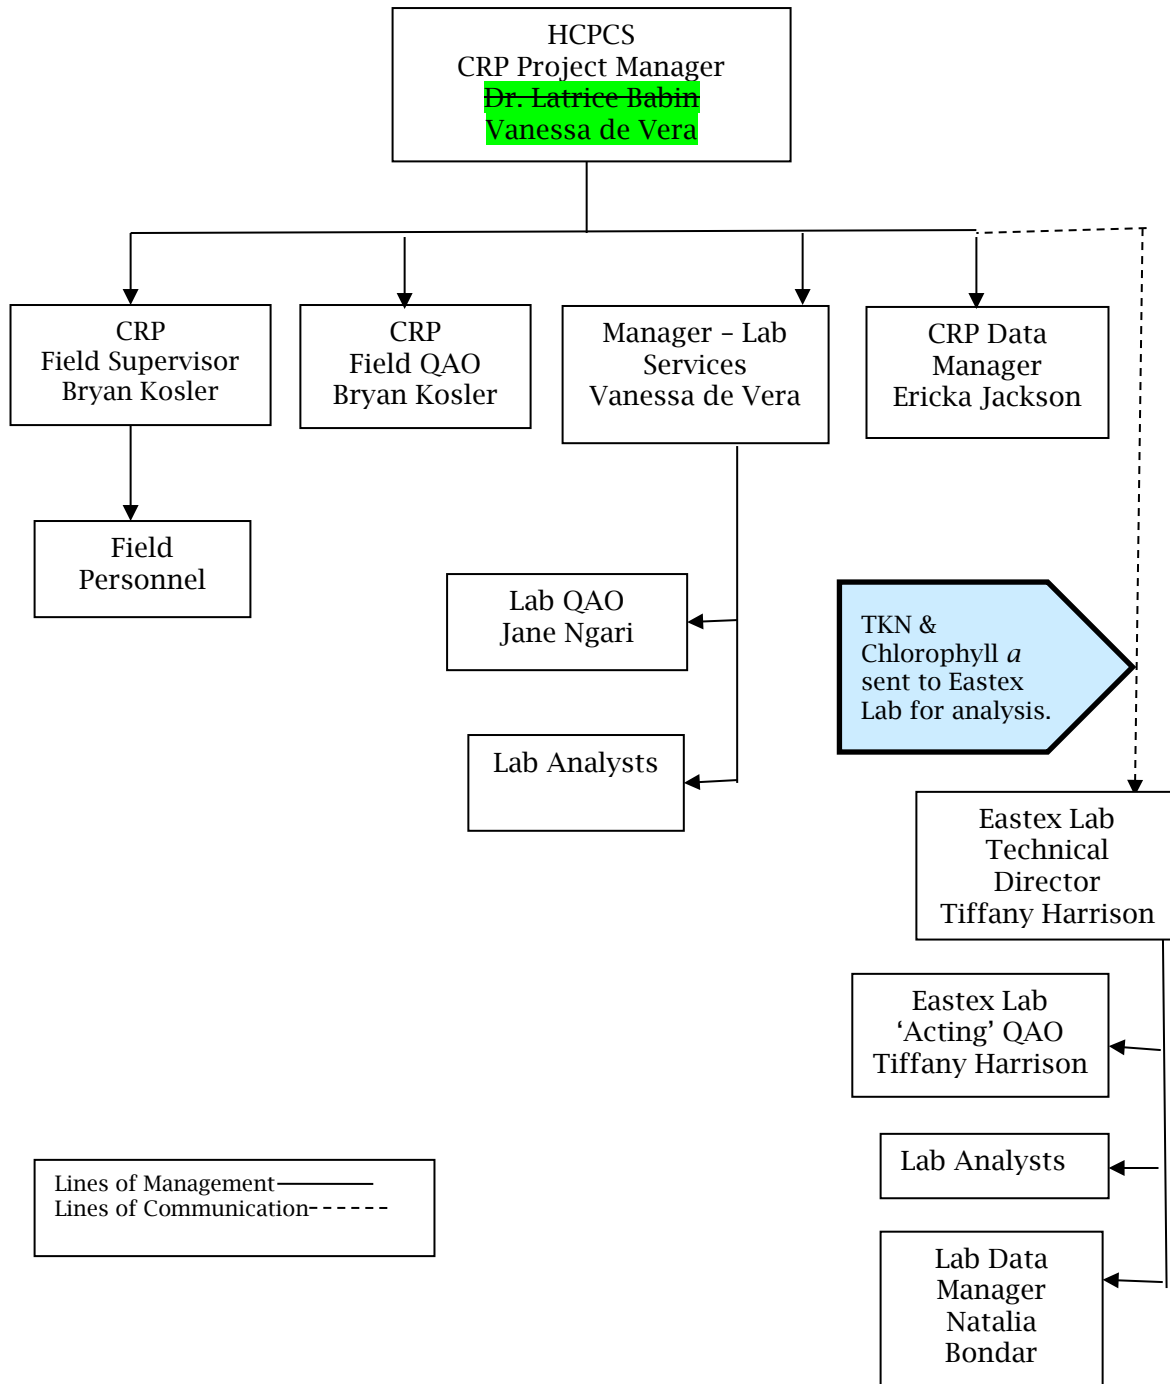 HCPCS
CRP Project Manager
Dr. Latrice Babin
Vanessa de Vera
CRP
Field Supervisor
Bryan Kosler
CRP
Field QAO
Bryan Kosler
Manager – Lab
Services
Vanessa de Vera
CRP Data
Manager
Ericka Jackson
Field
Personnel
Lab QAO
Jane Ngari
Lab Analysts
TKN &
Chlorophyll a
sent to Eastex
Lab for analysis.
Eastex Lab
Technical
Director
Tiffany Harrison
Eastex Lab
‘Acting’ QAO
Tiffany Harrison
Lab Analysts
Lab Data
Manager
Natalia
Bondar
Lines of Management
Lines of Communication